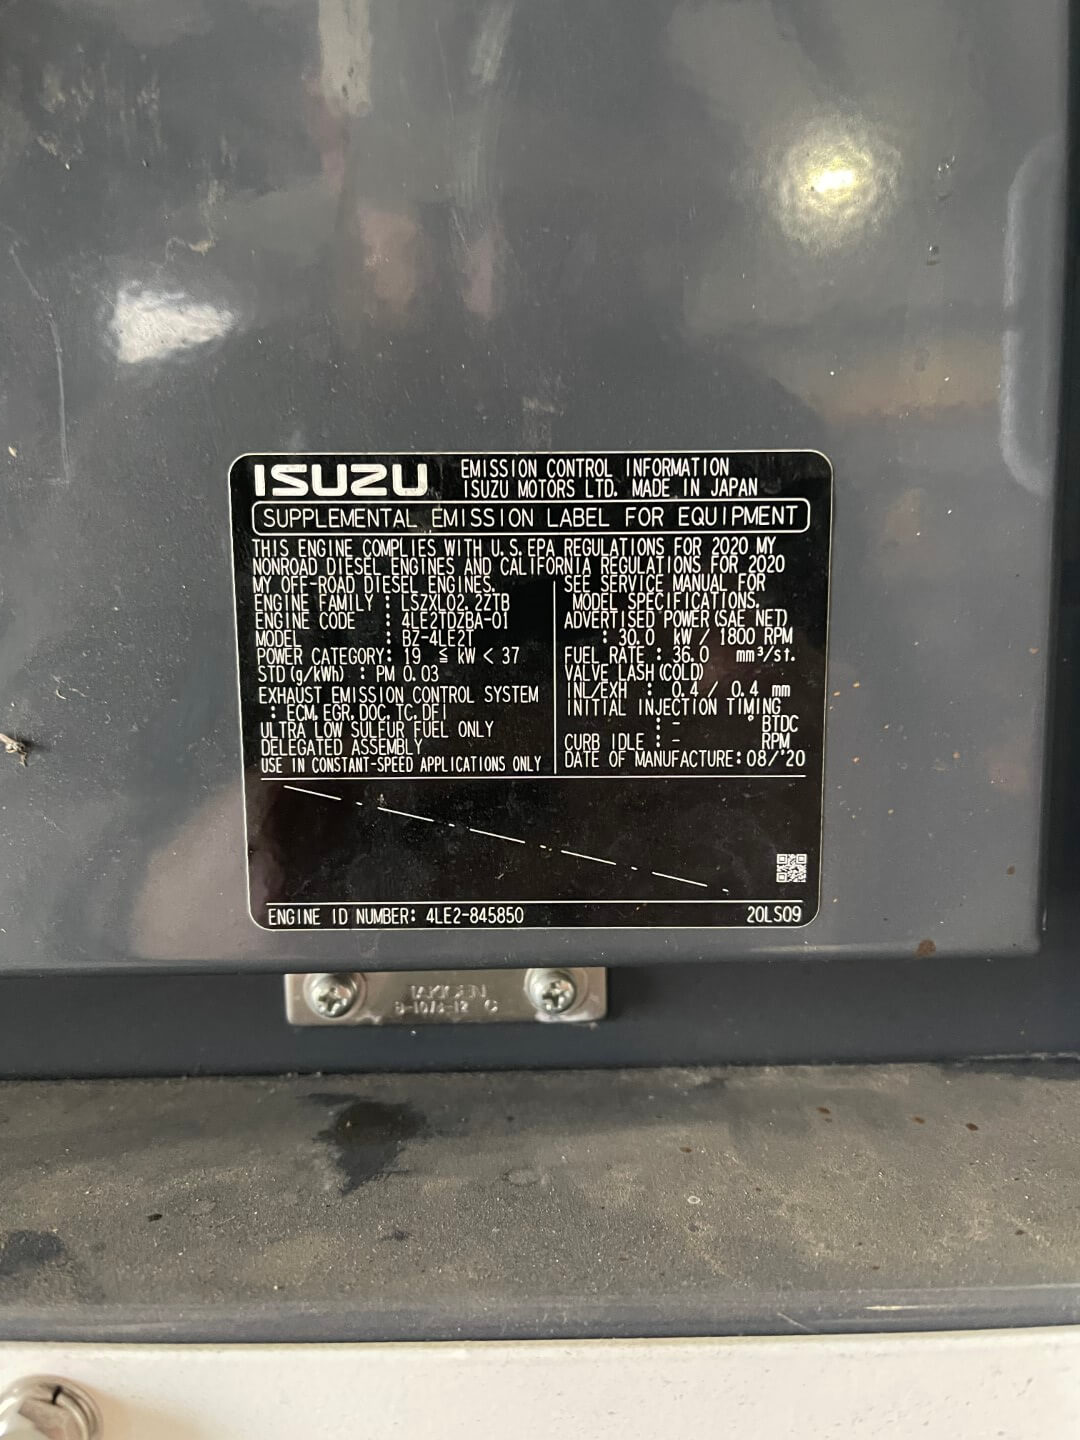 ISUZU
EMISSION CONTROL INFORMATION
ISUZU MOTORS LTD. MADE IN JAPAN
SUPPLEMENTAL EMISSION LABEL FOR EQUIPMENT
THIS ENGINE COMPLIES WITH U.S.EPA REGULATIONS FOR 2020 MY
NONROAD DIESEL ENGINES AND CALIFORNIA REGULATIONS FOR 2020
MY OFF-ROAD DIESEL ENGINES.
ENGINE FAMILY : LSZXL02.2ZTB
ENGINE CODE : 4LE2TDZBA-01
MODEL : BZ-4LE2T
POWER CATEGORY: 19 ≦ kW < 37
STD(g/kWh) : PM 0.03
EXHAUST EMISSION CONTROL SYSTEM
: ECM, EGR, DOC, TC, DFI
ULTRA LOW SULFUR FUEL ONLY
DELEGATED ASSEMBLY
USE IN CONSTANT-SPEED APPLICATIONS ONLY
SEE SERVICE MANUAL FOR
MODEL SPECIFICATIONS.
ADVERTISED POWER(SAE NET)
: 30.0 kW / 1800 RPM
FUEL RATE : 36.0 mm³/st.
VALVE LASH(COLD)
INL/EXH : 0.4 / 0.4 mm
INITIAL INJECTION TIMING
: - ° BTDC
CURB IDLE : - RPM
DATE OF MANUFACTURE:08/'20
ENGINE ID NUMBER: 4LE2-845850
20LS09
TAKIGEN
C